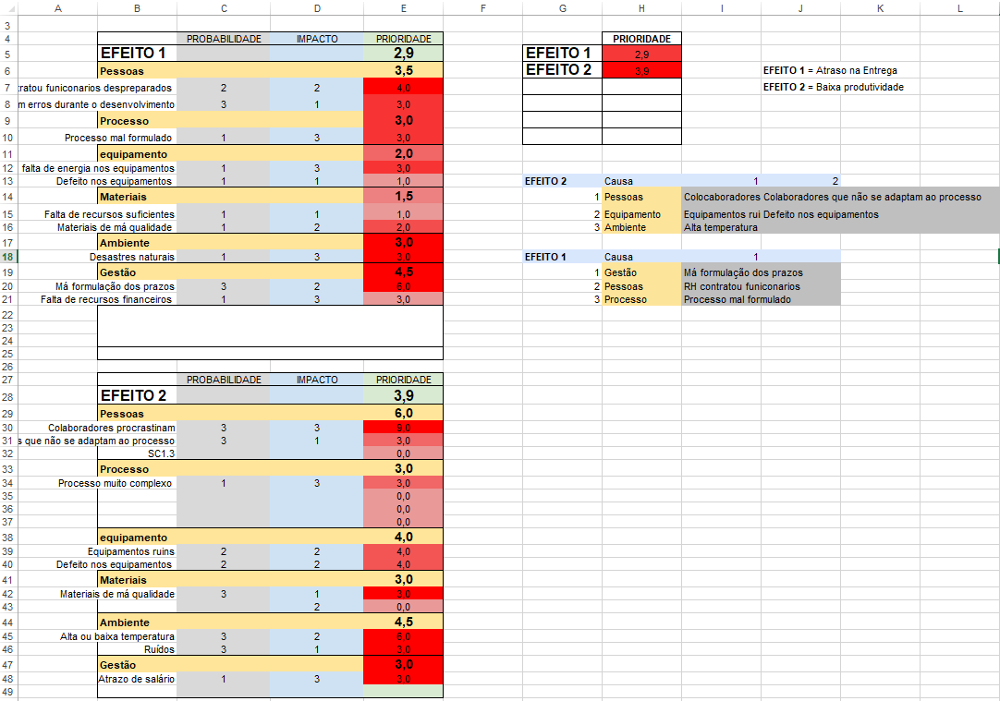 A B C D E F G H I J K L
3
4 PROBABILIDADE IMPACTO PRIORIDADE PRIORIDADE
5 EFEITO 1 2,9 EFEITO 1 2,9
6 Pessoas 3,5 EFEITO 2 3,9 EFEITO 1 = Atraso na Entrega
7 ratou funiconarios despreparados 2 2 4,0 EFEITO 2 = Baixa produtividade
8 m erros durante o desenvolvimento 3 1 3,0
9 Processo 3,0
10 Processo mal formulado 1 3 3,0
11 equipamento 2,0
12 falta de energia nos equipamentos 1 3 3,0
13 Defeito nos equipamentos 1 1 1,0 EFEITO 2 Causa 1 2
14 Materiais 1,5 1 Pessoas Colocaboradores Colaboradores que não se adaptam ao processo
15 Falta de recursos suficientes 1 1 1,0 2 Equipamento Equipamentos rui Defeito nos equipamentos
16 Materiais de má qualidade 1 2 2,0 3 Ambiente Alta temperatura
17 Ambiente 3,0
18 Desastres naturais 1 3 3,0 EFEITO 1 Causa 1
19 Gestão 4,5 1 Gestão Má formulação dos prazos
20 Má formulação dos prazos 3 2 6,0 2 Pessoas RH contratou funiconarios
21 Falta de recursos financeiros 1 3 3,0 3 Processo Processo mal formulado
22
23
24
25
26
27 PROBABILIDADE IMPACTO PRIORIDADE
28 EFEITO 2 3,9
29 Pessoas 6,0
30 Colaboradores procrastinam 3 3 9,0
31 s que não se adaptam ao processo 3 1 3,0
32 SC1.3 0,0
33 Processo 3,0
34 Processo muito complexo 1 3 3,0
35 0,0
36 0,0
37 0,0
38 equipamento 4,0
39 Equipamentos ruins 2 2 4,0
40 Defeito nos equipamentos 2 2 4,0
41 Materiais 3,0
42 Materiais de má qualidade 3 1 3,0
43 2 0,0
44 Ambiente 4,5
45 Alta ou baixa temperatura 3 2 6,0
46 Ruídos 3 1 3,0
47 Gestão 3,0
48 Atrazo de salário 1 3 3,0
49